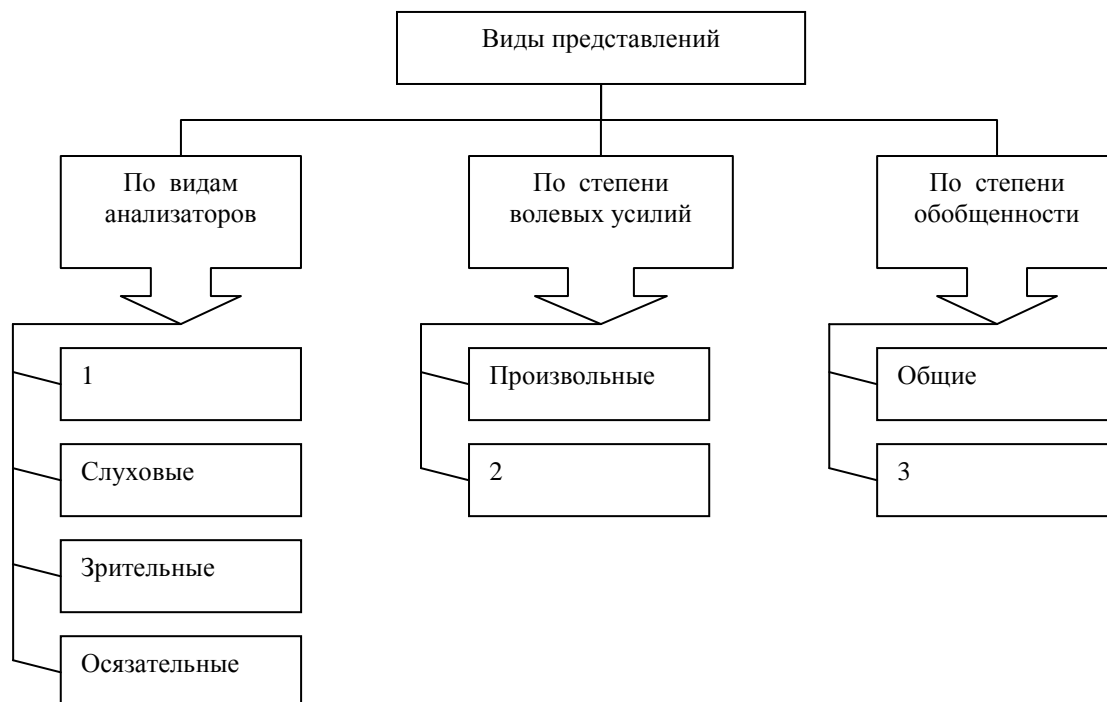 Виды представлений
По видам
анализаторов
По степени
волевых усилий
По степени
обобщенности
1
Слуховые
Зрительные
Осязательные
Произвольные
2
Общие
3